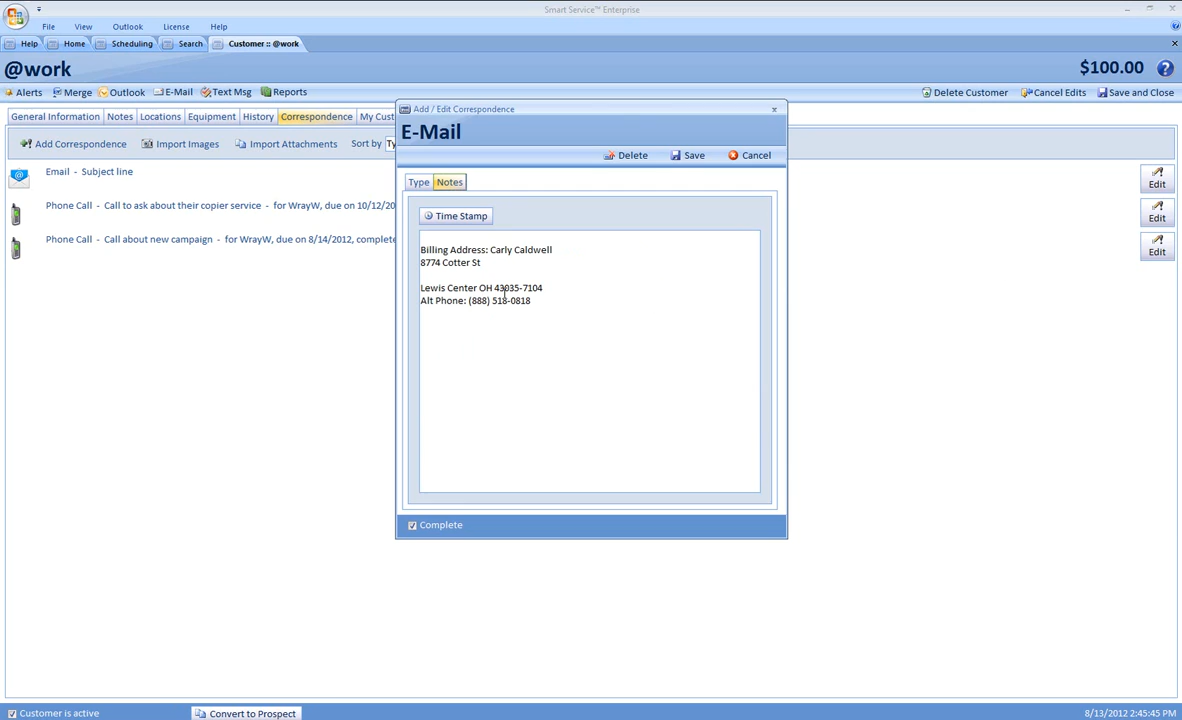 Smart Service™ Enterprise
File View Outlook License Help
Help Home Scheduling Search Customer :: @work
@work
$100.00
Alerts Merge Outlook E-Mail Text Msg Reports
Delete Customer Cancel Edits Save and Close
General Information Notes Locations Equipment History Correspondence My Cust
Add Correspondence Import Images Import Attachments Sort by Ty
Email - Subject line
Edit
Phone Call - Call to ask about their copier service - for WrayW, due on 10/12/20
Edit
Phone Call - Call about new campaign - for WrayW, due on 8/14/2012, complete
Edit
Add / Edit Correspondence
E-Mail
Delete Save Cancel
Type Notes
Time Stamp
Billing Address: Carly Caldwell
8774 Cotter St
Lewis Center OH 43035-7104
Alt Phone: (888) 518-0818
Complete
Customer is active
Convert to Prospect
8/13/2012 2:45:45 PM